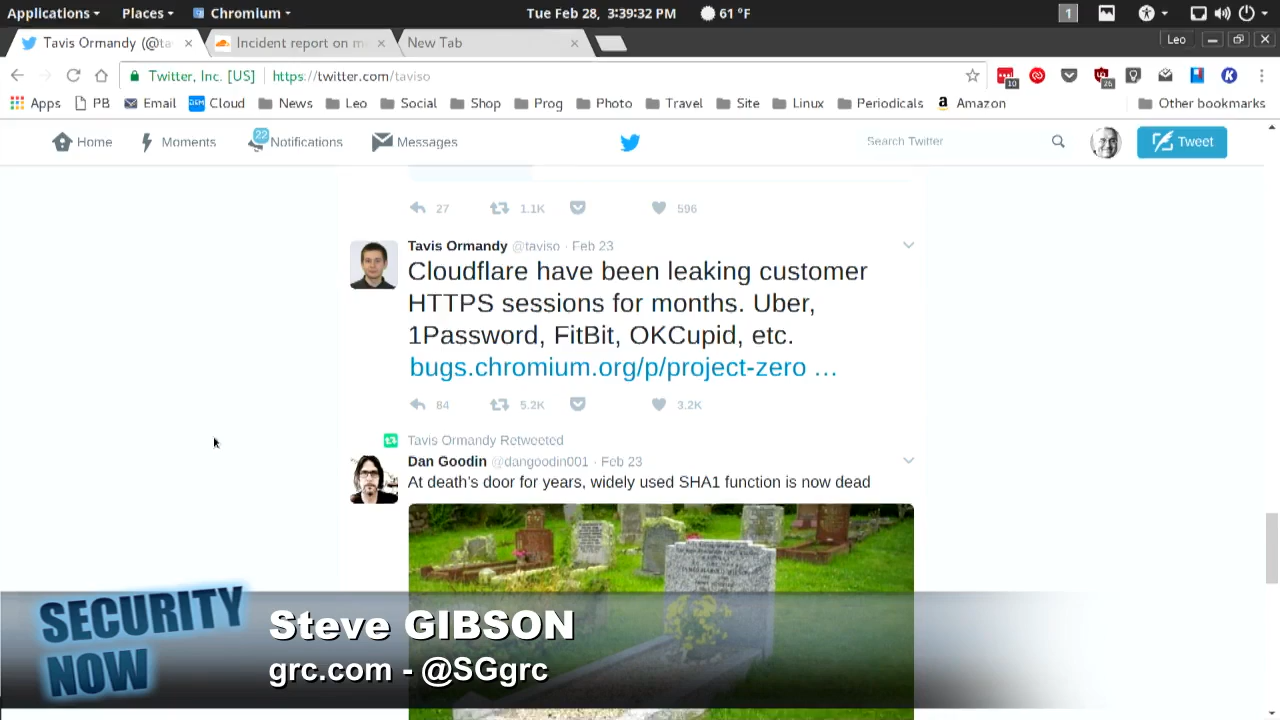 Applications Places Chromium Tue Feb 28, 3:39:32 PM 61 °F 1
Tavis Ormandy (@ta Incident report on m New Tab Leo
Twitter, Inc. [US] https://twitter.com/taviso 10 26
Apps PB Email Cloud News Leo Social Shop Prog Photo Travel Site Linux Periodicals Amazon Other bookmarks
Home Moments 22 Notifications Messages Search Twitter Tweet
27 1.1K 596
Tavis Ormandy @taviso · Feb 23
Cloudflare have been leaking customer
HTTPS sessions for months. Uber,
1Password, FitBit, OKCupid, etc.
bugs.chromium.org/p/project-zero …
84 5.2K 3.2K
Tavis Ormandy Retweeted
Dan Goodin @dangoodin001 · Feb 23
At death's door for years, widely used SHA1 function is now dead
SECURITY
NOW
Steve GIBSON
grc.com - @SGgrc